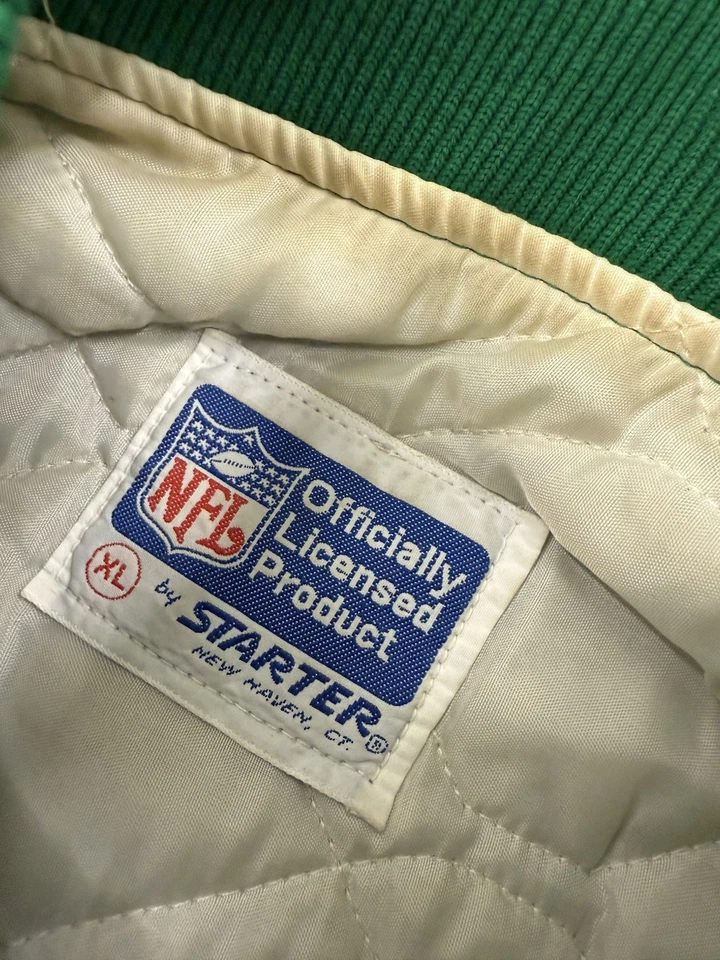 NFL
Officially
Licensed
Product
XL
by STARTER®
NEW HAVEN, CT.